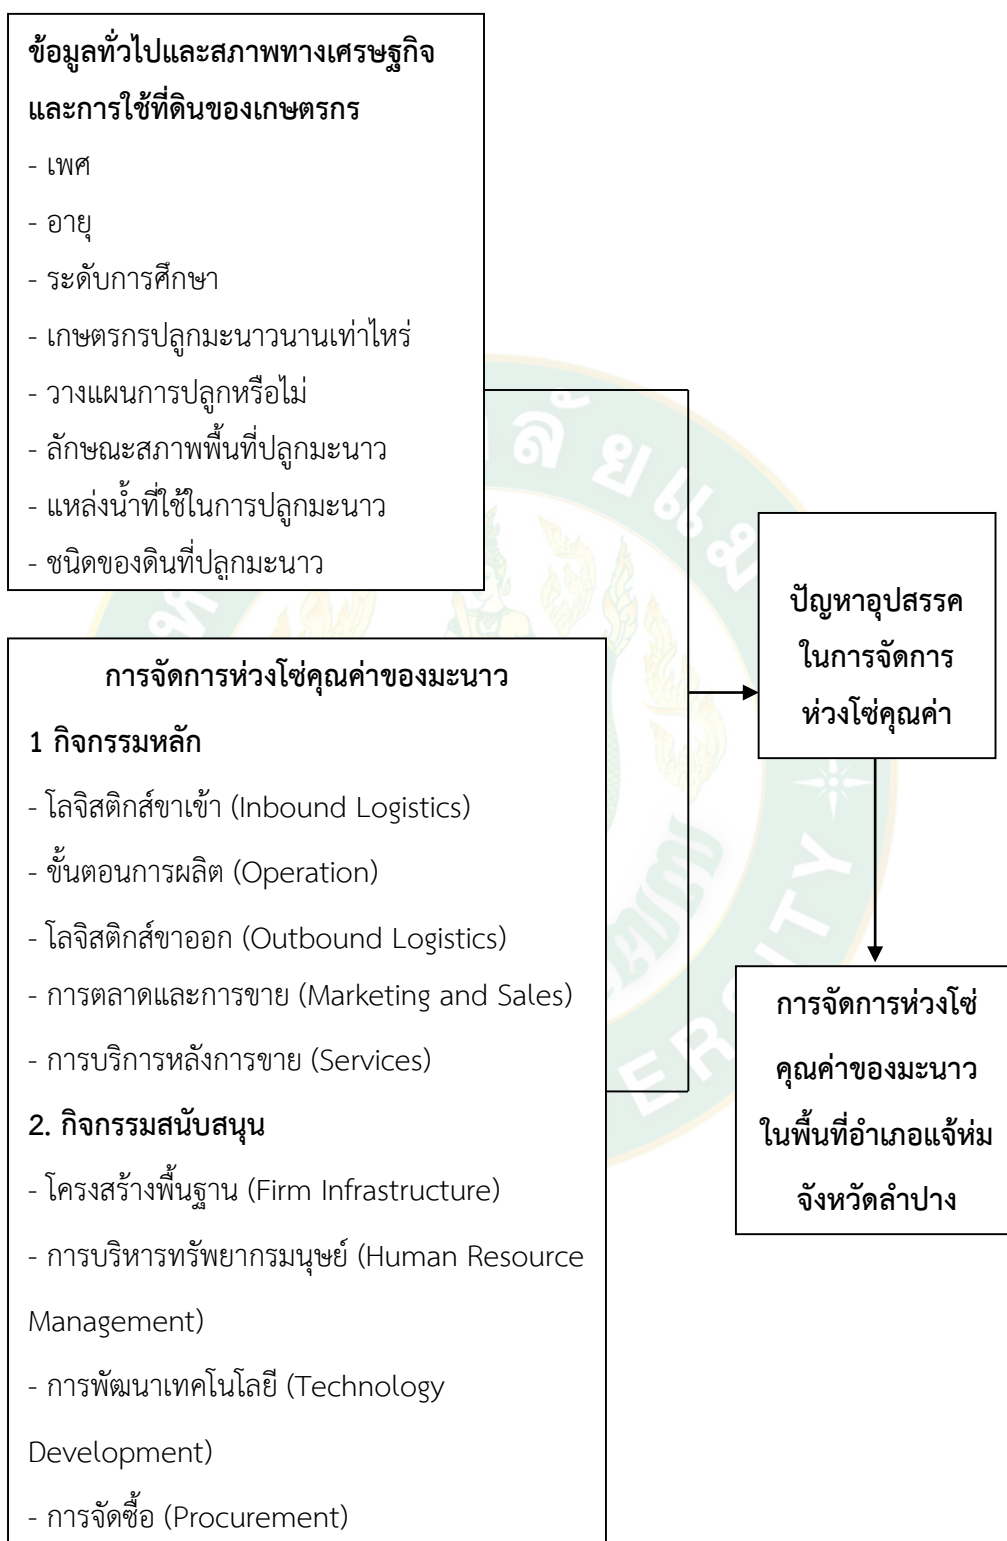 ข้อมูลทั่วไปและสภาพทางเศรษฐกิจ
และการใช้ที่ดินของเกษตรกร
- เพศ
- อายุ
- ระดับการศึกษา
- เกษตรกรปลูกมะนาวนานเท่าไหร่
- วางแผนการปลูกหรือไม่
- ลักษณะสภาพพื้นที่ปลูกมะนาว
- แหล่งน้ำที่ใช้ในการปลูกมะนาว
- ชนิดของดินที่ปลูกมะนาว
การจัดการห่วงโซ่คุณค่าของมะนาว
1 กิจกรรมหลัก
- โลจิสติกส์ขาเข้า (Inbound Logistics)
- ขั้นตอนการผลิต (Operation)
- โลจิสติกส์ขาออก (Outbound Logistics)
- การตลาดและการขาย (Marketing and Sales)
- การบริการหลังการขาย (Services)
2. กิจกรรมสนับสนุน
- โครงสร้างพื้นฐาน (Firm Infrastructure)
- การบริหารทรัพยากรมนุษย์ (Human Resource
Management)
- การพัฒนาเทคโนโลยี (Technology
Development)
- การจัดซื้อ (Procurement)
ปัญหาอุปสรรค
ในการจัดการ
ห่วงโซ่คุณค่า
การจัดการห่วงโซ่
คุณค่าของมะนาว
ในพื้นที่อำเภอแจ้ห่ม
จังหวัดลำปาง